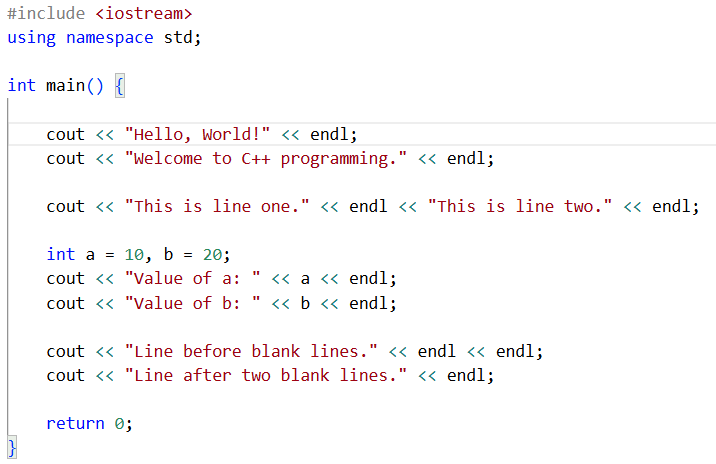 #include <iostream>
using namespace std;
int main() {
cout << "Hello, World!" << endl;
cout << "Welcome to C++ programming." << endl;
cout << "This is line one." << endl << "This is line two." << endl;
int a = 10, b = 20;
cout << "Value of a: " << a << endl;
cout << "Value of b: " << b << endl;
cout << "Line before blank lines." << endl << endl;
cout << "Line after two blank lines." << endl;
return 0;
}